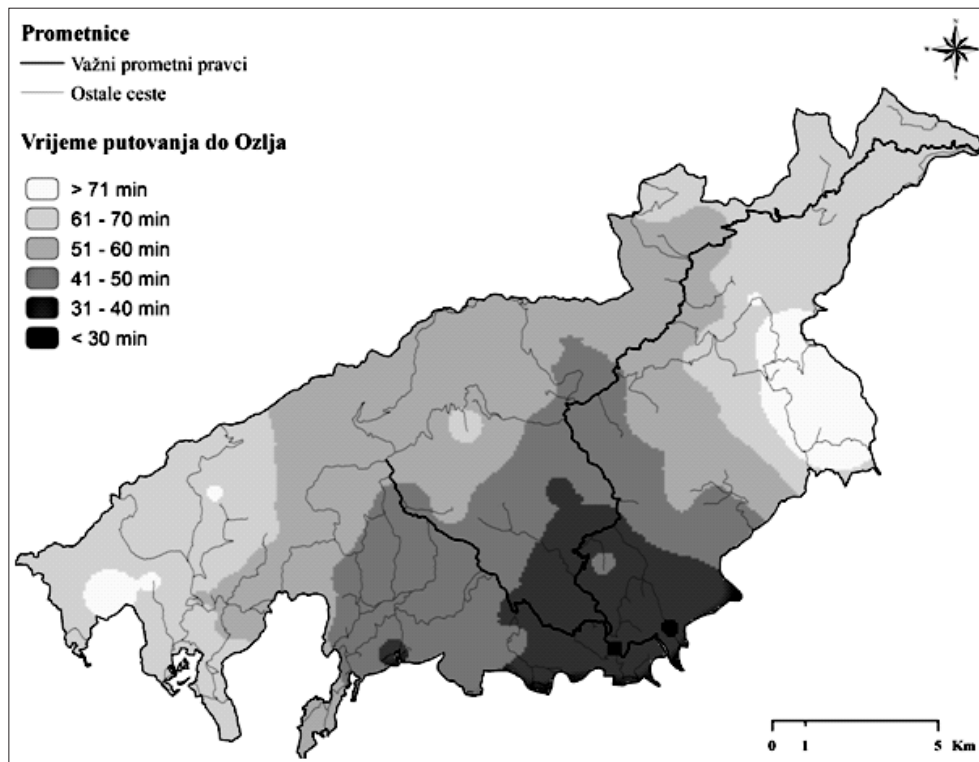 Prometnice
Važni prometni pravci
Ostale ceste
Vrijeme putovanja do Ozlja
> 71 min
61 - 70 min
51 - 60 min
41 - 50 min
31 - 40 min
< 30 min
0 1 5 Km